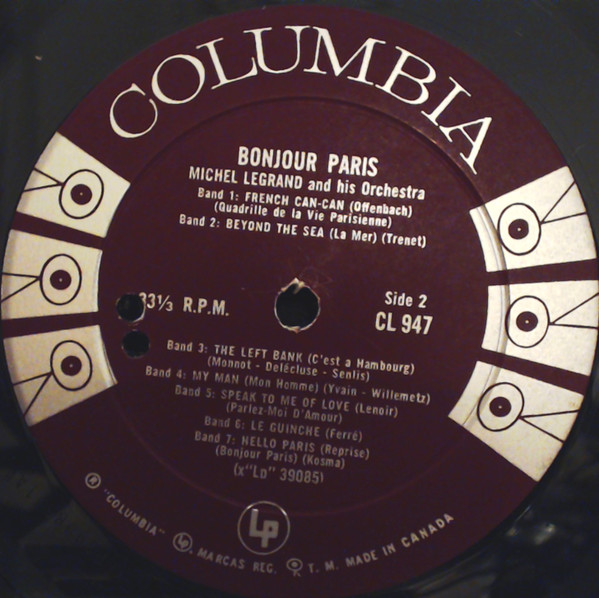 COLUMBIA
BONJOUR PARIS
MICHEL LEGRAND and his Orchestra
Band 1: FRENCH CAN-CAN (Offenbach)
(Quadrille de la Vie Parisienne)
Band 2: BEYOND THE SEA (La Mer) (Trenet)
33⅓ R.P.M.
Side 2
CL 947
Band 3: THE LEFT BANK (C'est a Hambourg)
(Monnot - Delécluse - Senlis)
Band 4: MY MAN (Mon Homme) (Yvain - Willemetz)
Band 5: SPEAK TO ME OF LOVE (Lenoir)
(Parlez-Moi D'Amour)
Band 6: LE GUINCHE (Ferré)
Band 7: HELLO PARIS (Reprise)
(Bonjour Paris) (Kosma)
(x"Lp" 39085)
Lp
® "COLUMBIA" Lp, MARCAS REG. T. M. MADE IN CANADA